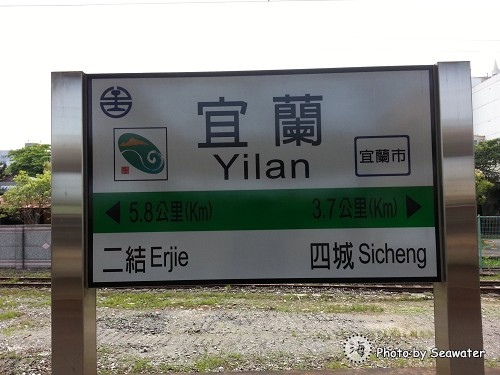 宜蘭
Yilan
宜蘭市
5.8公里(Km) 3.7公里(Km)
二結 Erjie 四城 Sicheng
Photo by Seawater